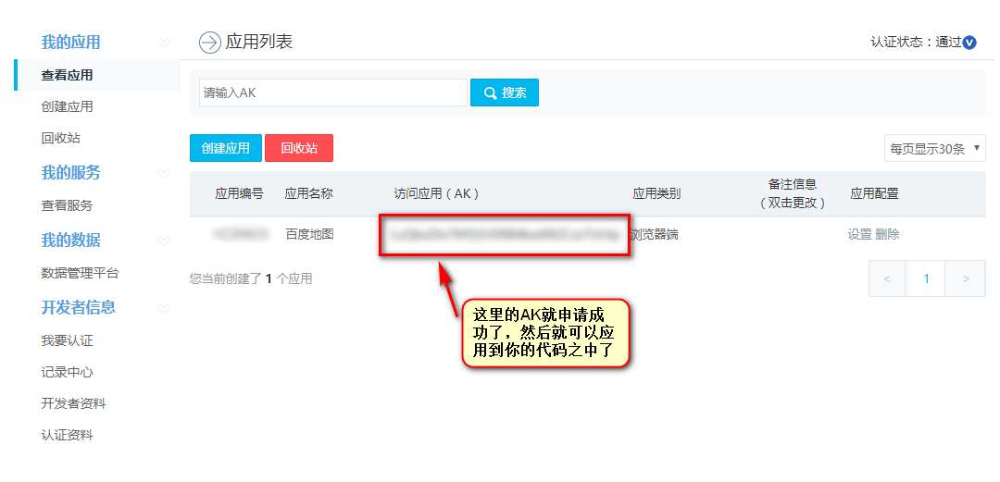 我的应用
查看应用
创建应用
回收站
我的服务
查看服务
我的数据
数据管理平台
开发者信息
我要认证
记录中心
开发者资料
认证资料
应用列表
认证状态：通过
请输入AK
搜索
创建应用
回收站
每页显示30条
应用编号 应用名称 访问应用（AK） 应用类别 备注信息（双击更改） 应用配置
百度地图 浏览器端 设置 删除
您当前创建了 1 个应用
< 1 >
这里的AK就申请成
功了，然后就可以应
用到你的代码之中了